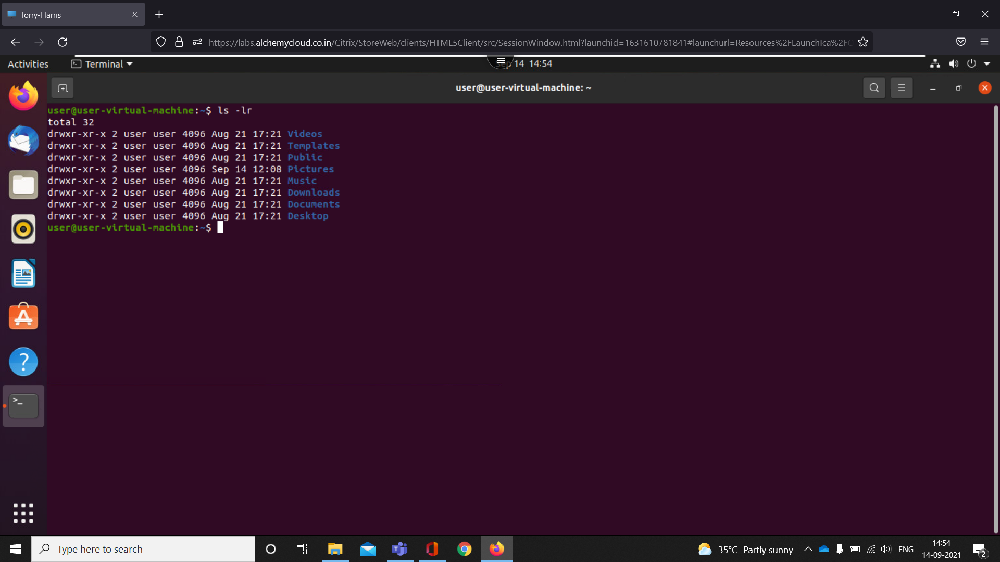 Torry-Harris
https://labs.alchemycloud.co.in/Citrix/StoreWeb/clients/HTML5Client/src/SessionWindow.html?launchid=1631610781841#launchurl=Resources%2FLaunchIca%2FC
Activities
Terminal
Sep 14 14:54
user@user-virtual-machine: ~
user@user-virtual-machine:~$ ls -lr
total 32
drwxr-xr-x 2 user user 4096 Aug 21 17:21 Videos
drwxr-xr-x 2 user user 4096 Aug 21 17:21 Templates
drwxr-xr-x 2 user user 4096 Aug 21 17:21 Public
drwxr-xr-x 2 user user 4096 Sep 14 12:08 Pictures
drwxr-xr-x 2 user user 4096 Aug 21 17:21 Music
drwxr-xr-x 2 user user 4096 Aug 21 17:21 Downloads
drwxr-xr-x 2 user user 4096 Aug 21 17:21 Documents
drwxr-xr-x 2 user user 4096 Aug 21 17:21 Desktop
user@user-virtual-machine:~$
Type here to search
35°C Partly sunny
ENG
14:54
14-09-2021
2